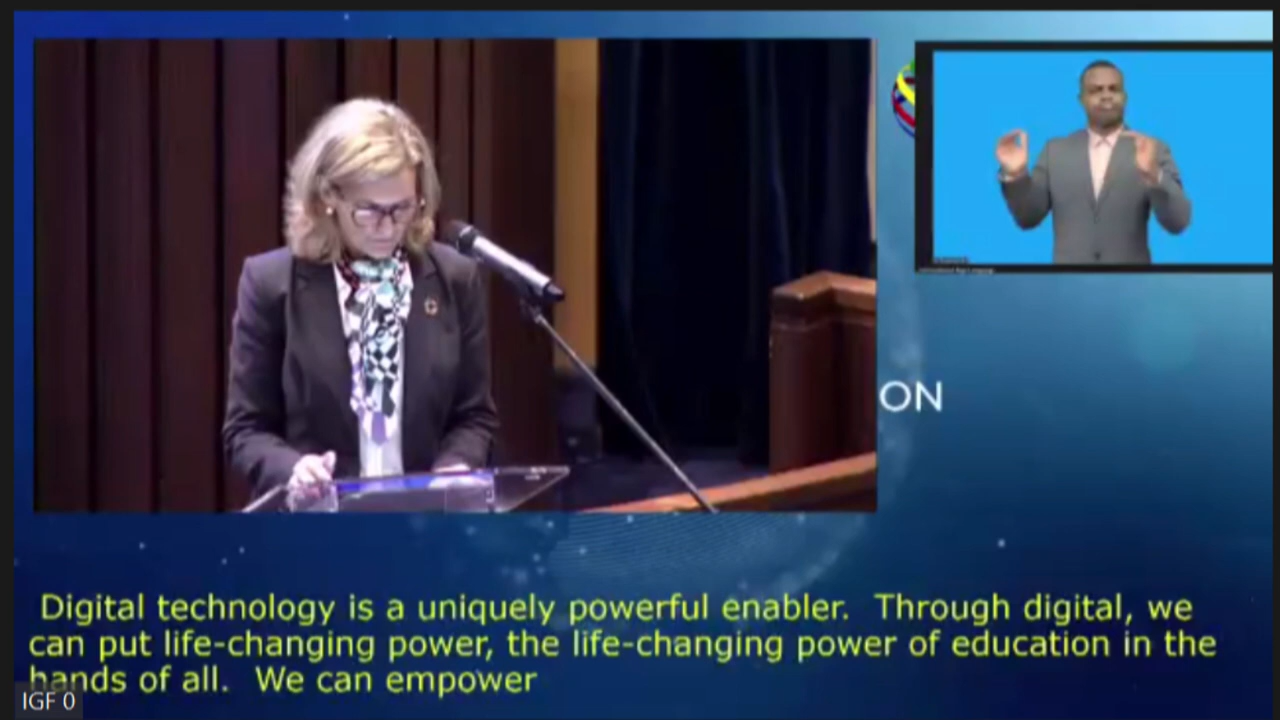 ON
Digital technology is a uniquely powerful enabler. Through digital, we
can put life-changing power, the life-changing power of education in the
hands of all. We can empower
IGF 0